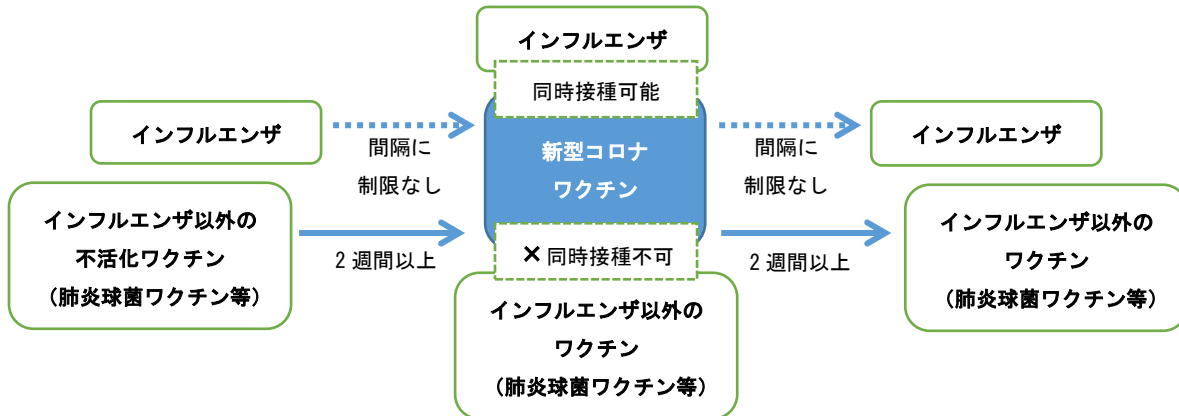 インフルエンザ
同時接種可能
インフルエンザ
間隔に
制限なし
新型コロナ
ワクチン
間隔に
制限なし
インフルエンザ
インフルエンザ以外の
不活化ワクチン
（肺炎球菌ワクチン等）
2 週間以上
×同時接種不可
2 週間以上
インフルエンザ以外の
ワクチン
（肺炎球菌ワクチン等）
インフルエンザ以外の
ワクチン
（肺炎球菌ワクチン等）